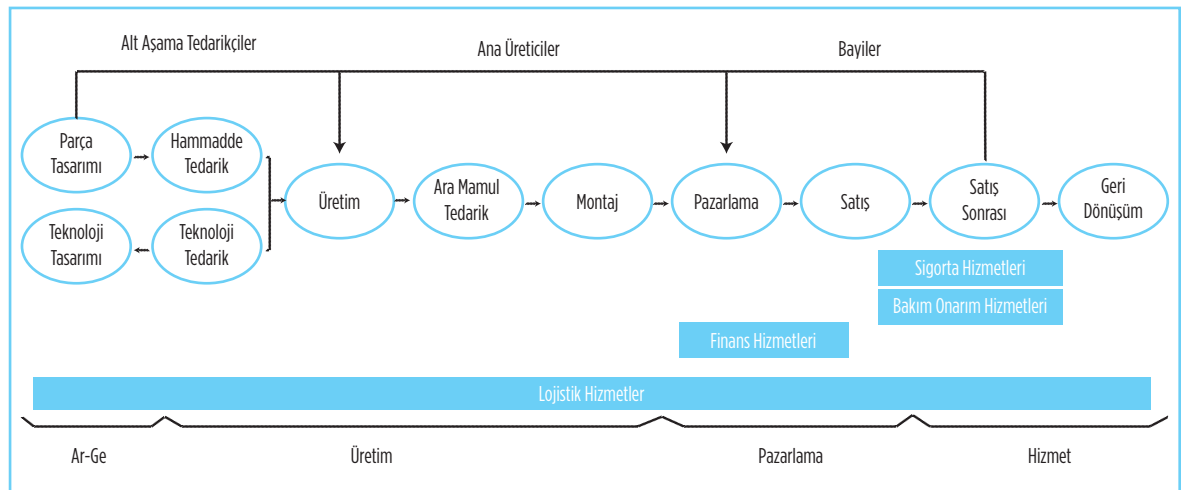 Alt Aşama Tedarikçiler
Ana Üreticiler
Bayiler
Parça
Tasarımı
Hammadde
Tedarik
Teknoloji
Tasarımı
Teknoloji
Tedarik
Üretim
Ara Mamul
Tedarik
Montaj
Pazarlama
Satış
Satış
Sonrası
Geri
Dönüşüm
Sigorta Hizmetleri
Bakım Onarım Hizmetleri
Finans Hizmetleri
Lojistik Hizmetler
Ar-Ge
Üretim
Pazarlama
Hizmet